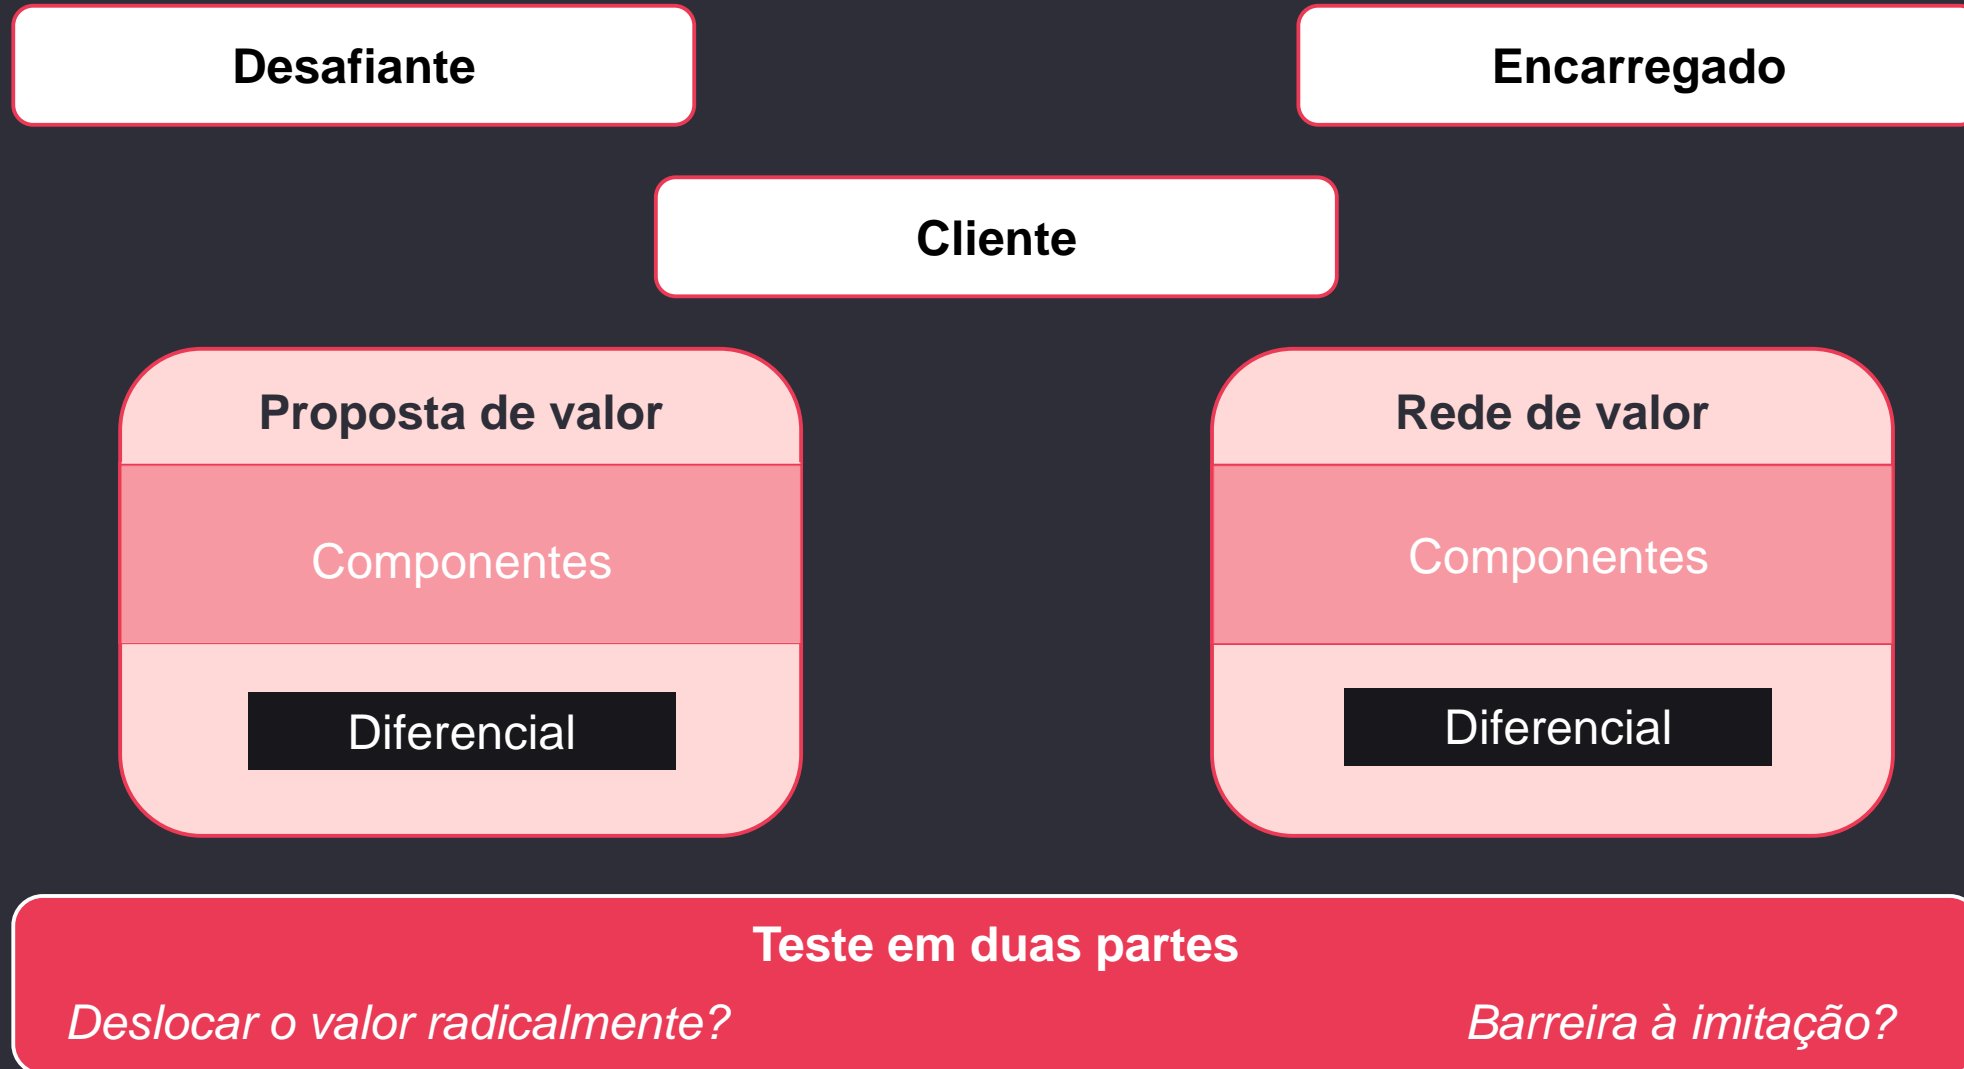 Desafiante
Encarregado
Cliente
Proposta de valor
Componentes
Diferencial
Rede de valor
Componentes
Diferencial
Teste em duas partes
Deslocar o valor radicalmente?
Barreira à imitação?